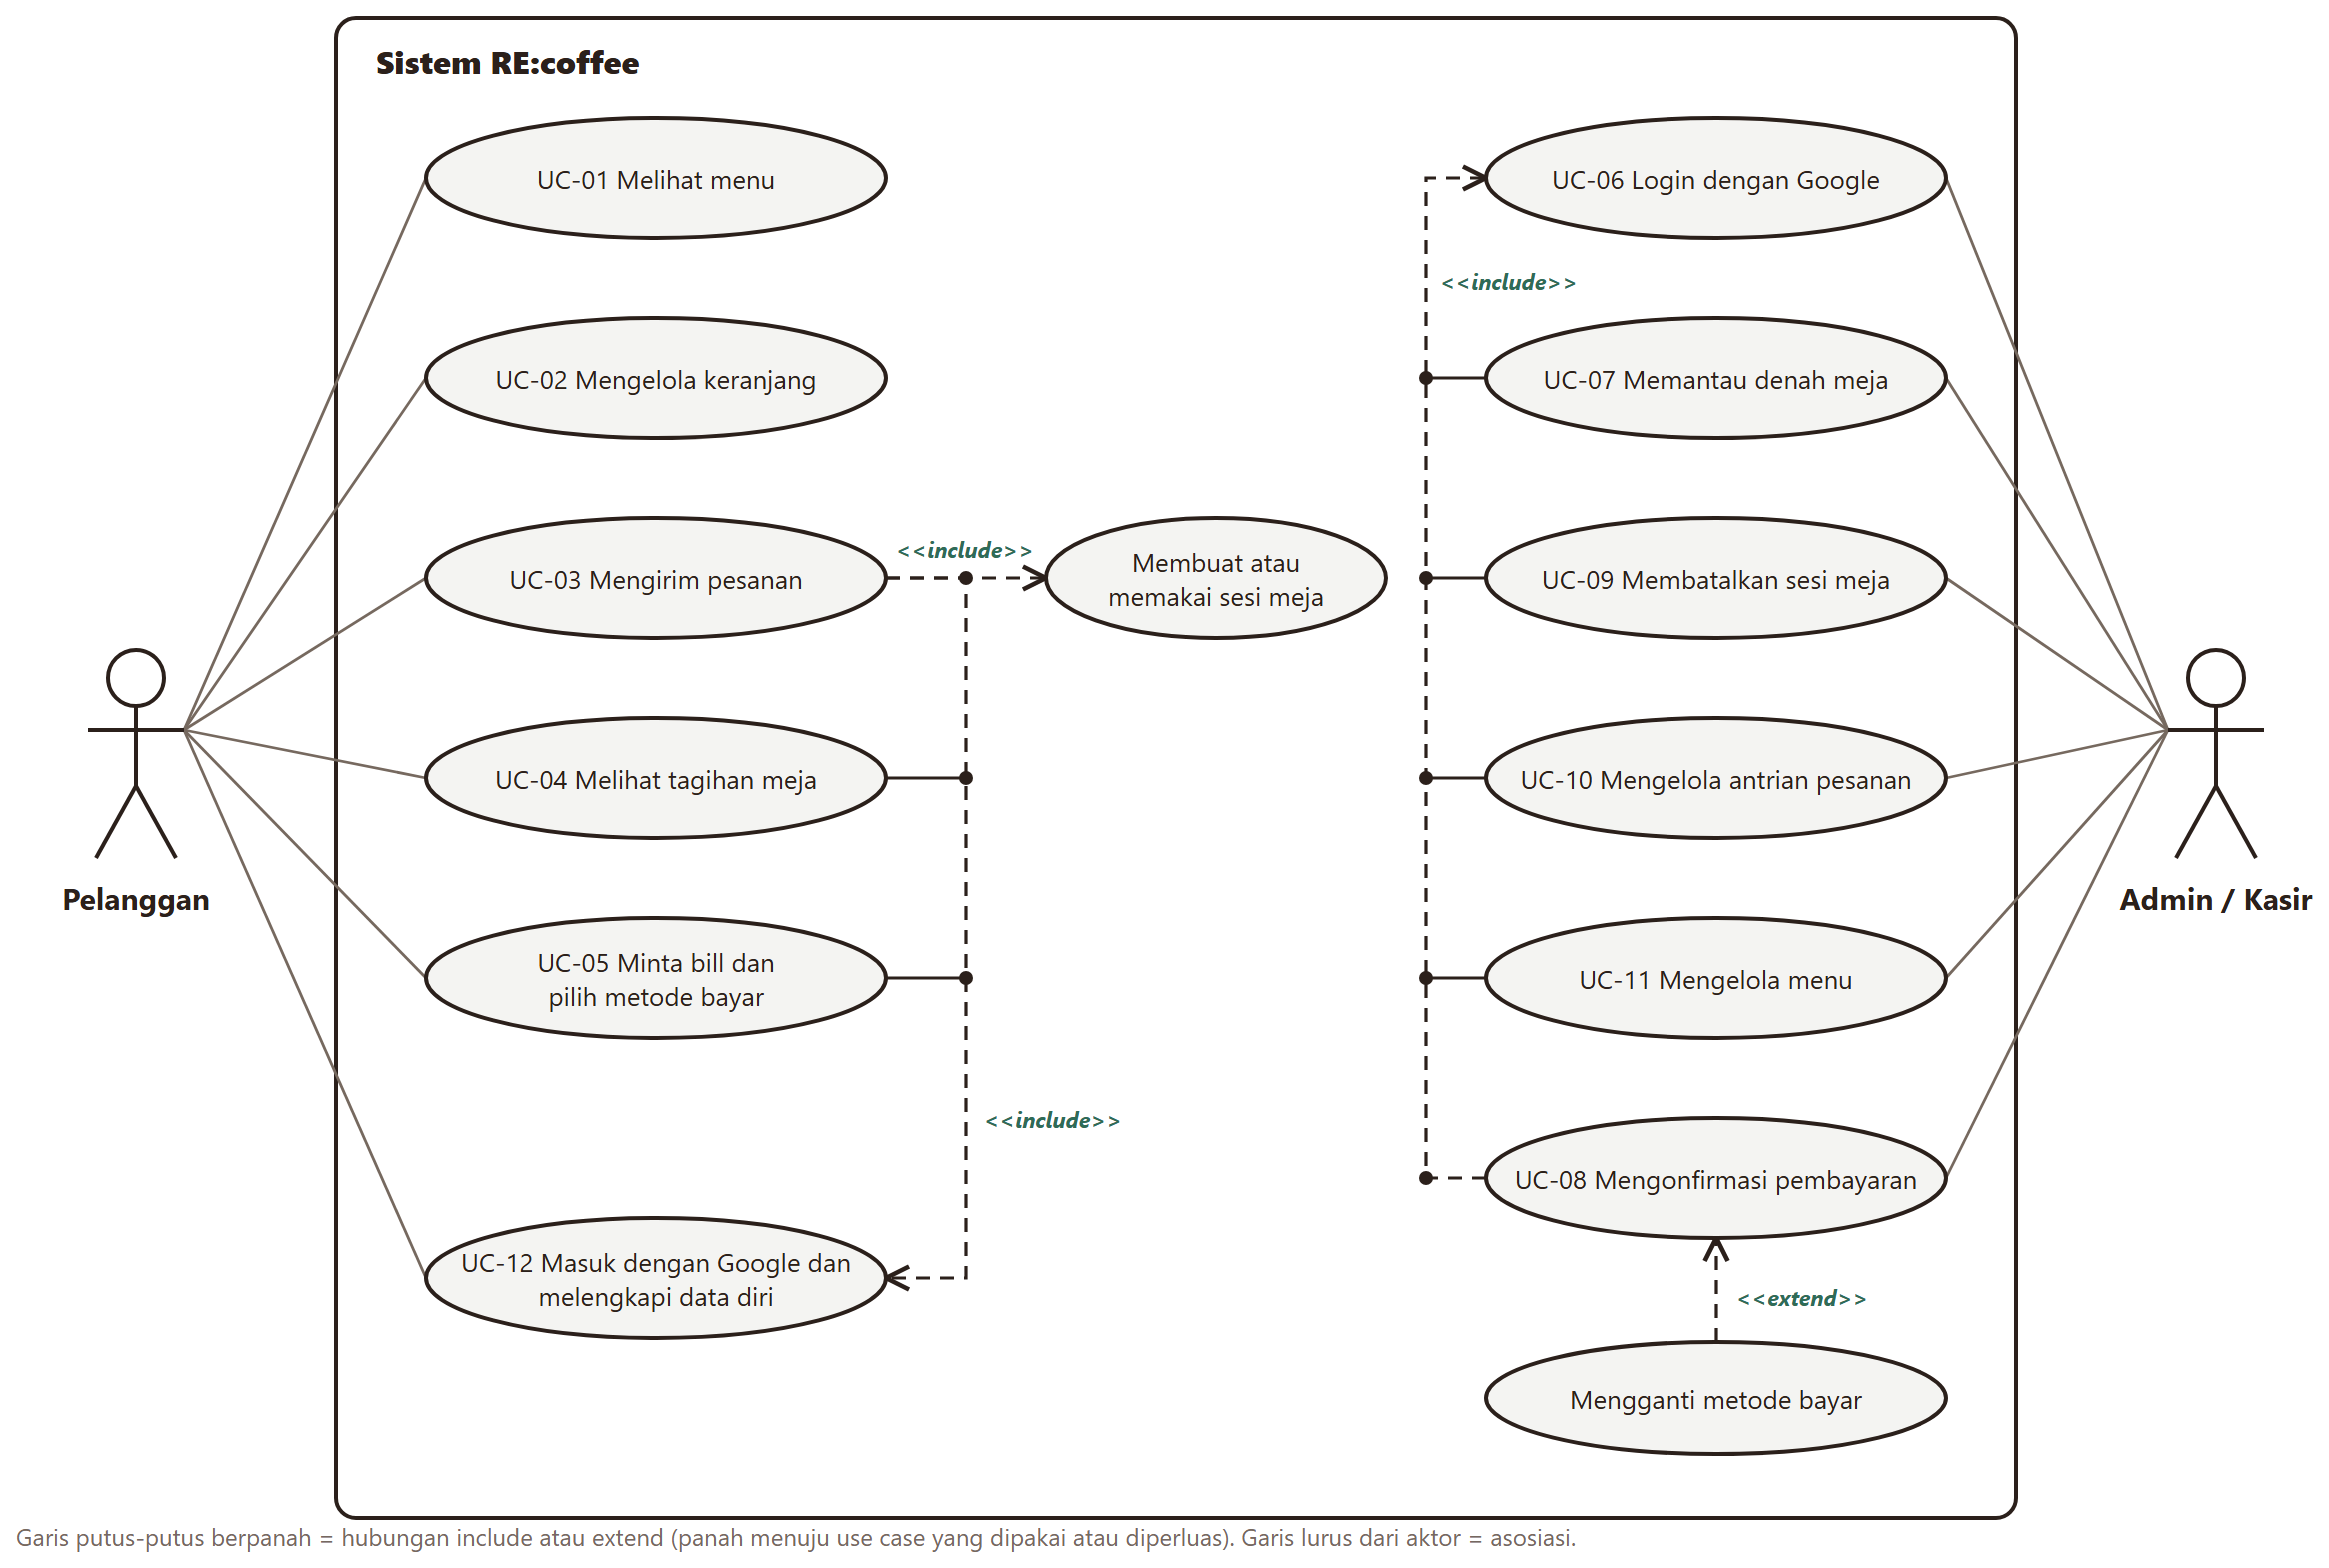 Sistem RE:coffee
UC-01 Melihat menu
UC-02 Mengelola keranjang
UC-03 Mengirim pesanan
<<include>>
Membuat atau
memakai sesi meja
UC-04 Melihat tagihan meja
UC-05 Minta bill dan
pilih metode bayar
<<include>>
UC-12 Masuk dengan Google dan
melengkapi data diri
Pelanggan
UC-06 Login dengan Google
<<include>>
UC-07 Memantau denah meja
UC-09 Membatalkan sesi meja
UC-10 Mengelola antrian pesanan
UC-11 Mengelola menu
UC-08 Mengonfirmasi pembayaran
<<extend>>
Mengganti metode bayar
Admin / Kasir
Garis putus-putus berpanah = hubungan include atau extend (panah menuju use case yang dipakai atau diperluas). Garis lurus dari aktor = asosiasi.